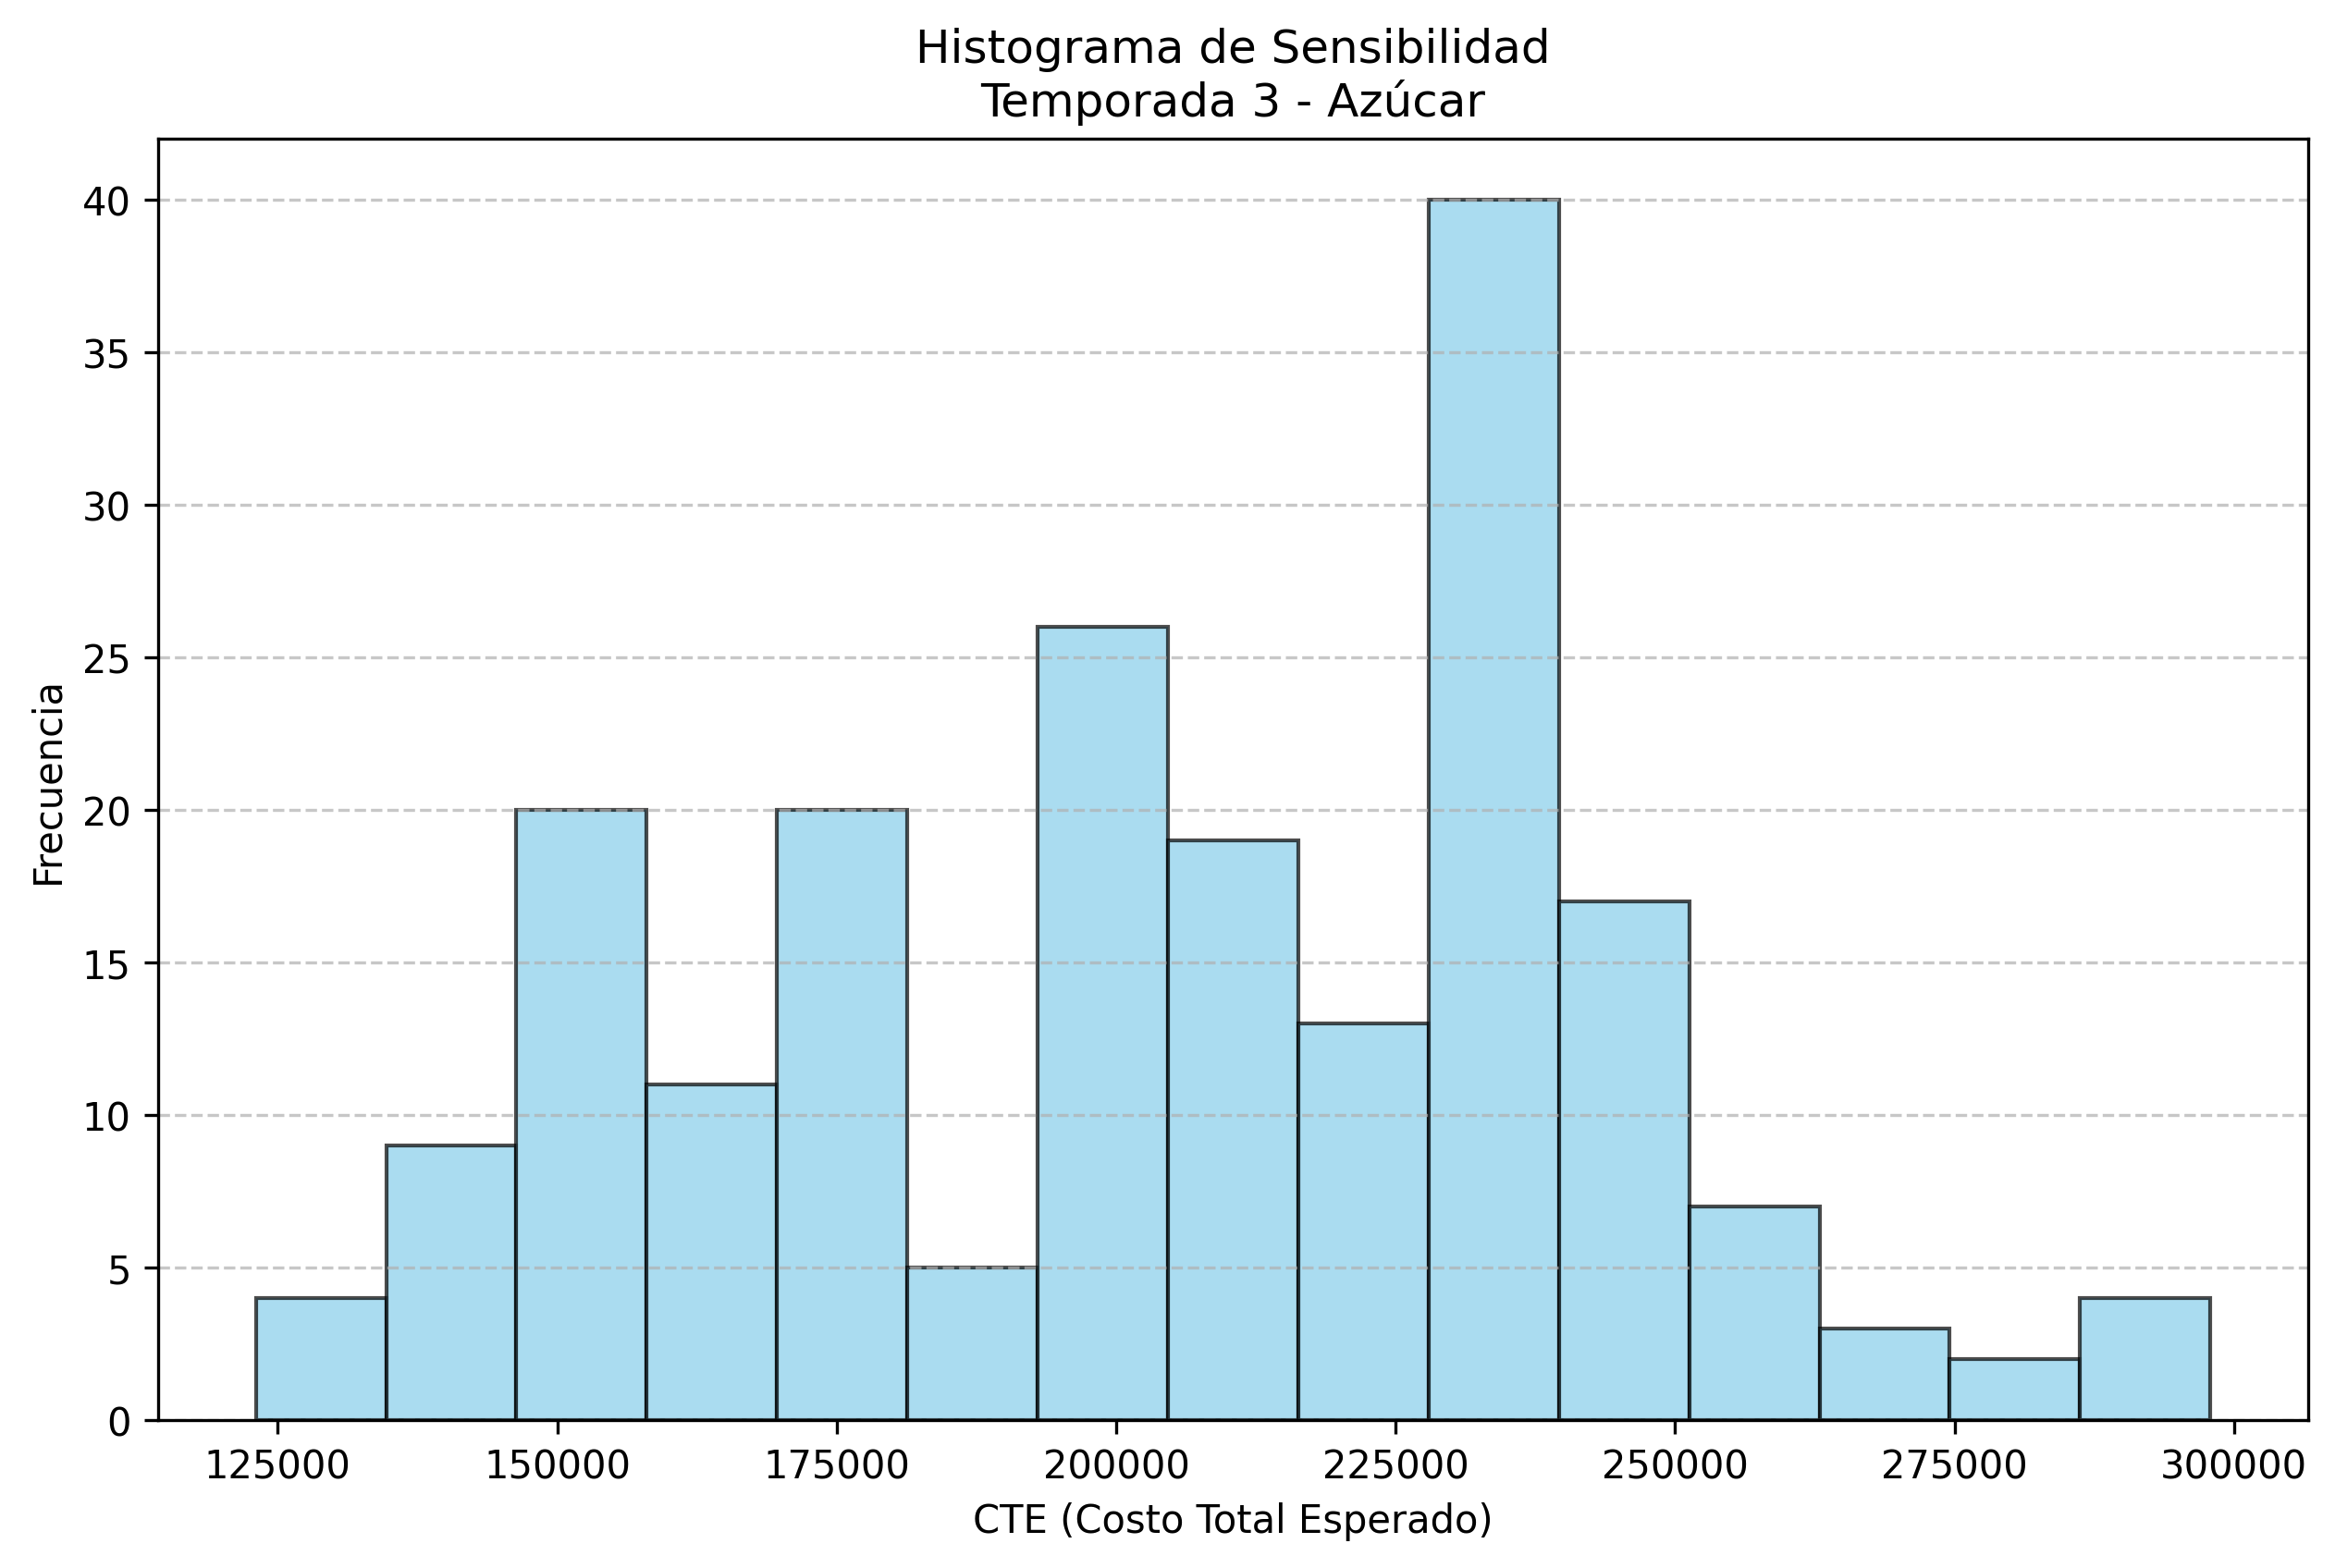 Histograma de Sensibilidad
Temporada 3 - Azúcar
40
35
30
25
20
15
10
5
0
Frecuencia
125000 150000 175000 200000 225000 250000 275000 300000
CTE (Costo Total Esperado)